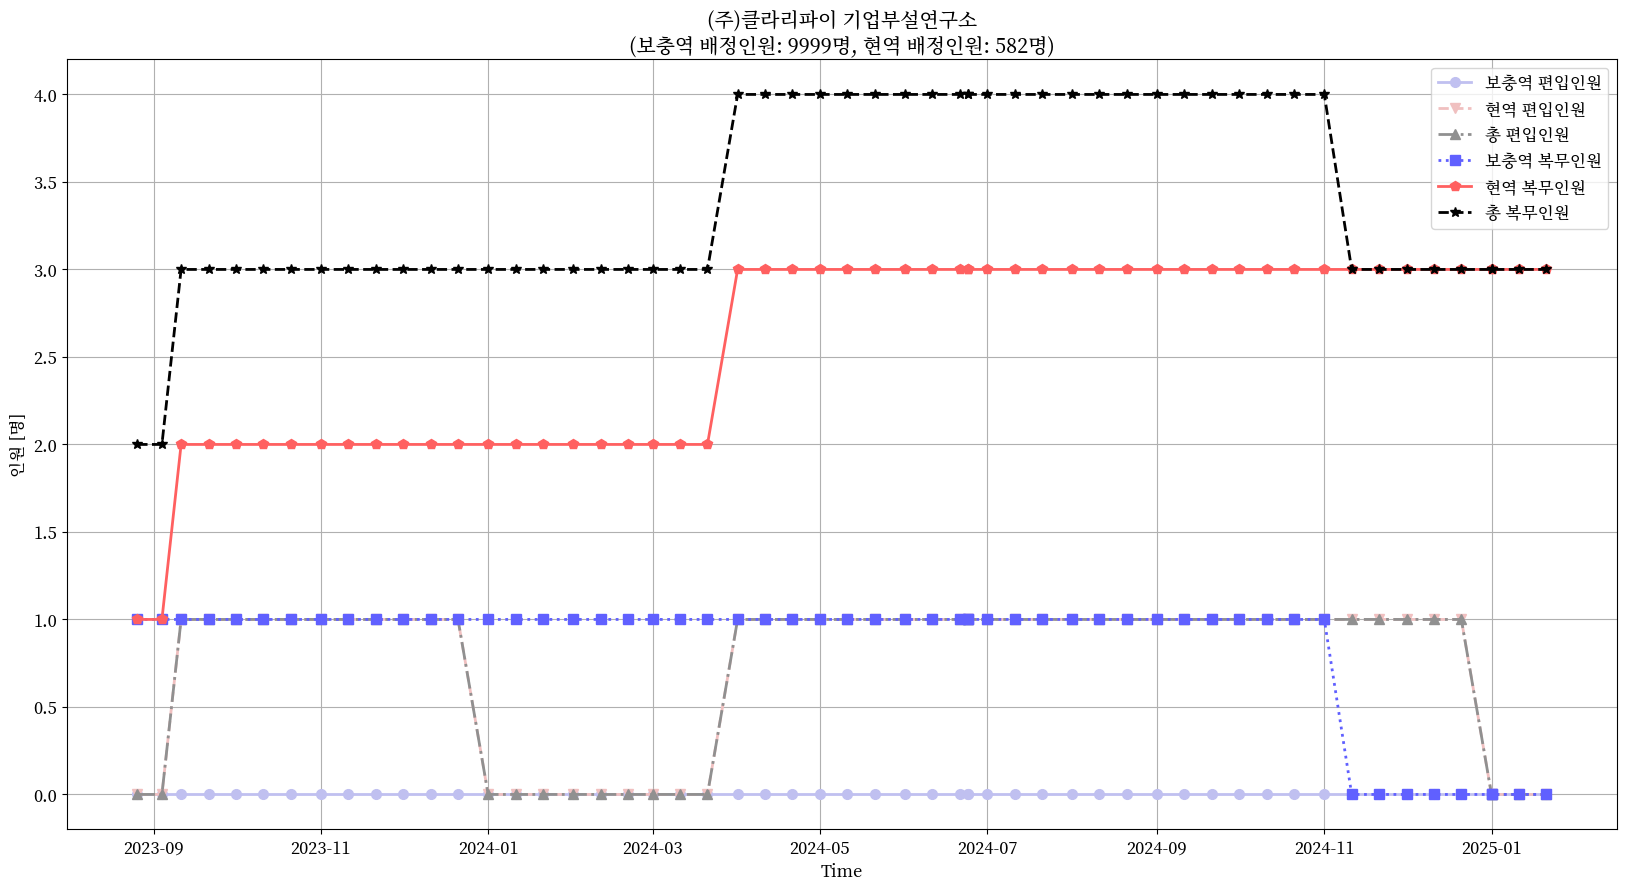 (주)클라리파이 기업부설연구소
(보충역 배정인원: 9999명, 현역 배정인원: 582명)
보충역 편입인원
현역 편입인원
총 편입인원
보충역 복무인원
현역 복무인원
총 복무인원
4.0
3.5
3.0
2.5
2.0
1.5
1.0
0.5
0.0
인원 [명]
2023-09
2023-11
2024-01
2024-03
2024-05
2024-07
2024-09
2024-11
2025-01
Time